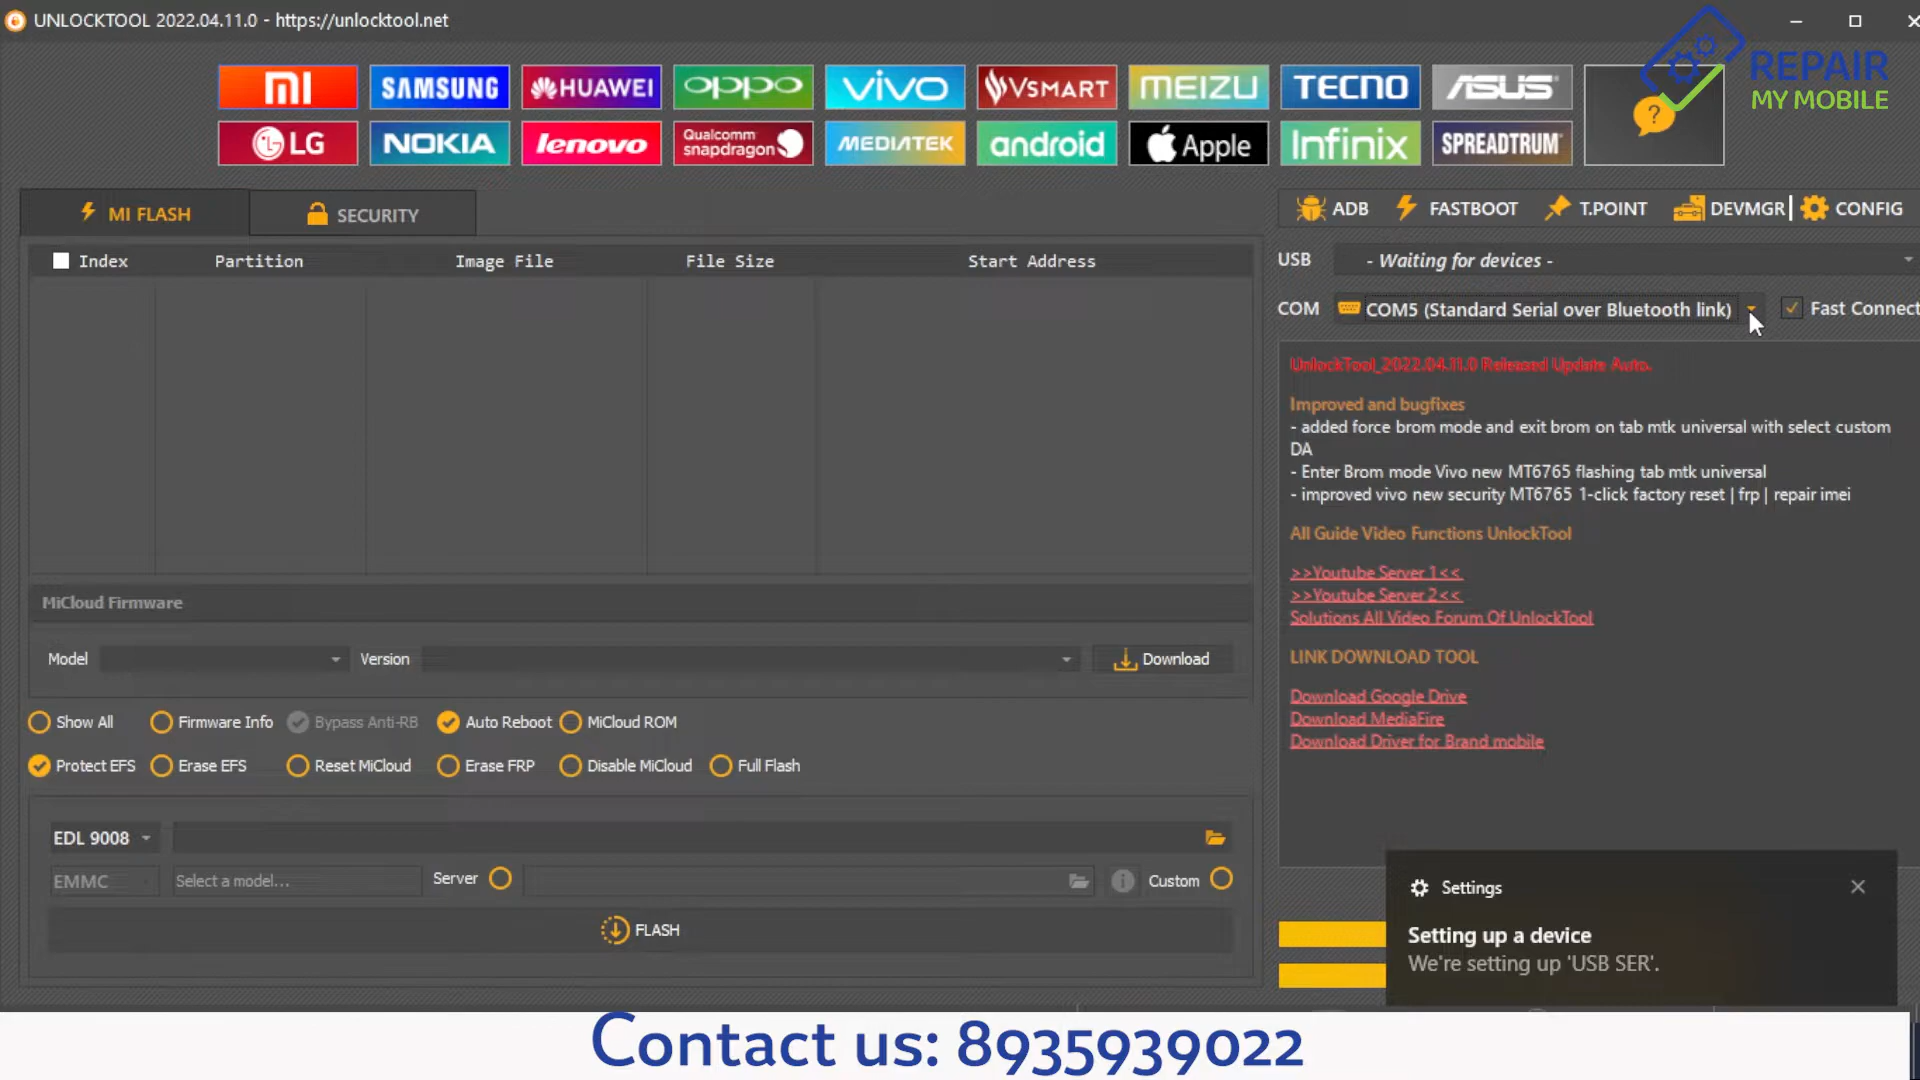 UNLOCKTOOL 2022.04.11.0 - https://unlocktool.net
REPAIR
MY MOBILE
mi SAMSUNG HUAWEI oppo vivo VSMART MEIZU TECNO ASUS
LG NOKIA lenovo Qualcomm snapdragon MEDIATEK android Apple Infinix SPREADTRUM
MI FLASH SECURITY
ADB FASTBOOT T.POINT DEVMGR CONFIG
Index Partition Image File File Size Start Address
USB - Waiting for devices -
COM COM5 (Standard Serial over Bluetooth link) Fast Connect
UnlockTool_2022.04.11.0 Released Update Auto.
Improved and bugfixes
- added force brom mode and exit brom on tab mtk universal with select custom
DA
- Enter Brom mode Vivo new MT6765 flashing tab mtk universal
- improved vivo new security MT6765 1-click factory reset | frp | repair imei
All Guide Video Functions UnlockTool
>>Youtube Server 1<<
>>Youtube Server 2<<
Solutions All Video Forum Of UnlockTool
LINK DOWNLOAD TOOL
Download Google Drive
Download MediaFire
Download Driver for Brand mobile
MiCloud Firmware
Model Version Download
Show All Firmware Info Bypass Anti-RB Auto Reboot MiCloud ROM
Protect EFS Erase EFS Reset MiCloud Erase FRP Disable MiCloud Full Flash
EDL 9008
EMMC Select a model... Server Custom
FLASH
Settings
Setting up a device
We're setting up 'USB SER'.
Contact us: 8935939022